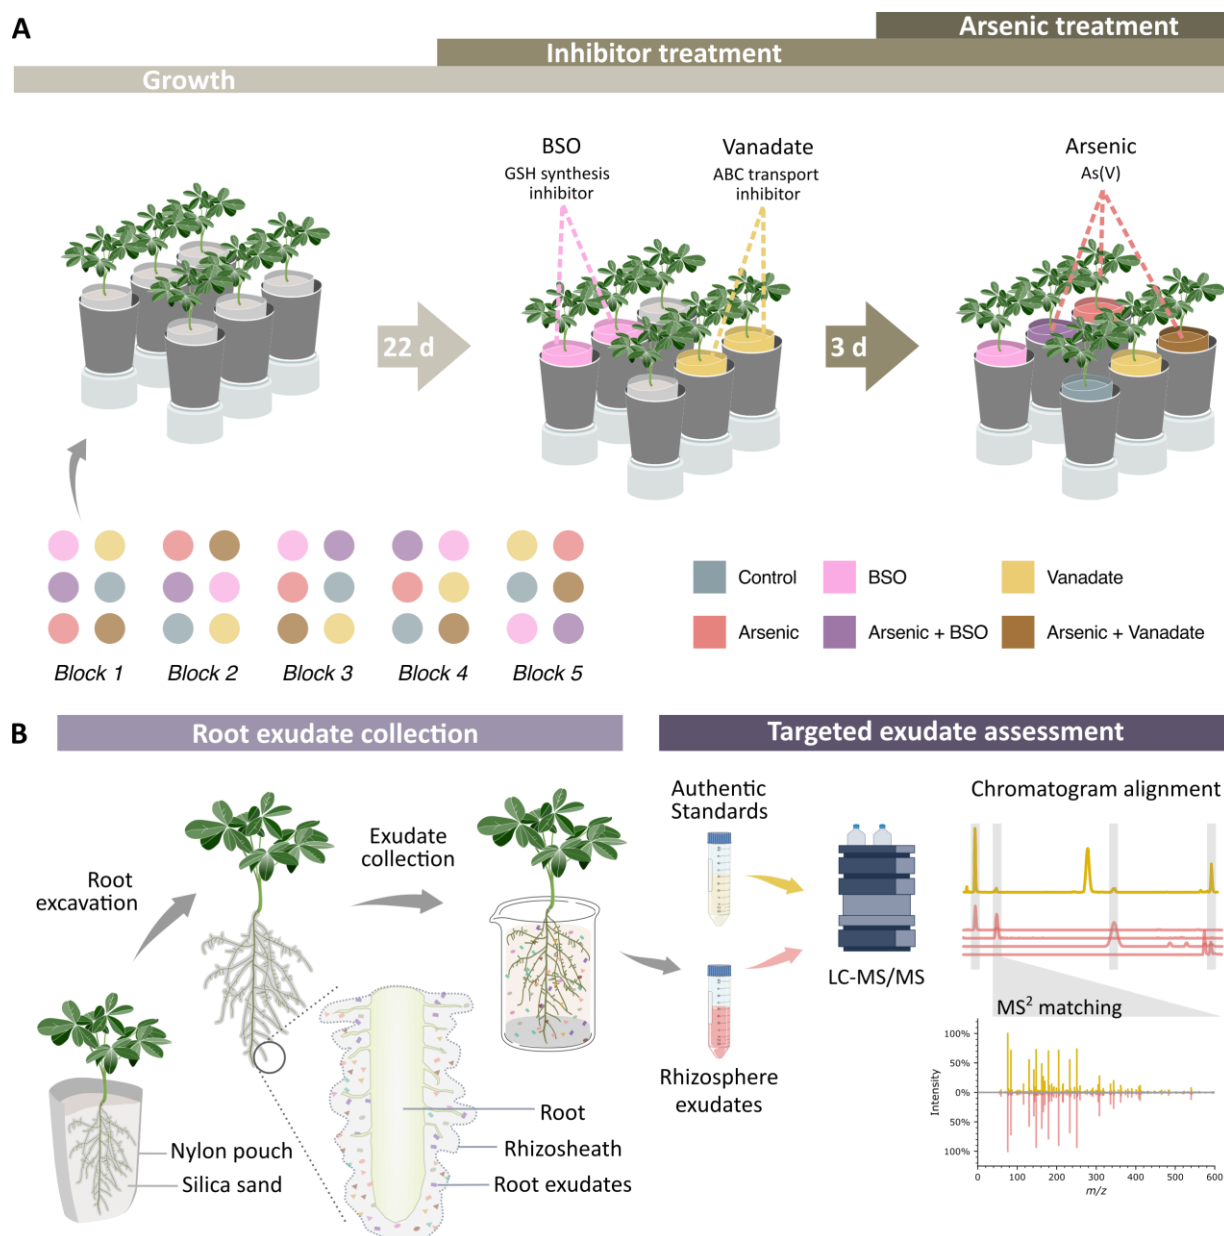 A
Arsenic treatment
Inhibitor treatment
Growth
BSO
GSH synthesis
inhibitor
Vanadate
ABC transport
inhibitor
Arsenic
As(V)
22 d
3 d
Block 1
Block 2
Block 3
Block 4
Block 5
Control
BSO
Vanadate
Arsenic
Arsenic + BSO
Arsenic + Vanadate
B
Root exudate collection
Targeted exudate assessment
Root
excavation
Exudate
collection
Nylon pouch
Silica sand
Root
Rhizosheath
Root exudates
Authentic
Standards
Rhizosphere
exudates
LC-MS/MS
Chromatogram alignment
MS² matching
Intensity
100%
50%
0%
50%
100%
0 100 200 300 400 500 600
m/z